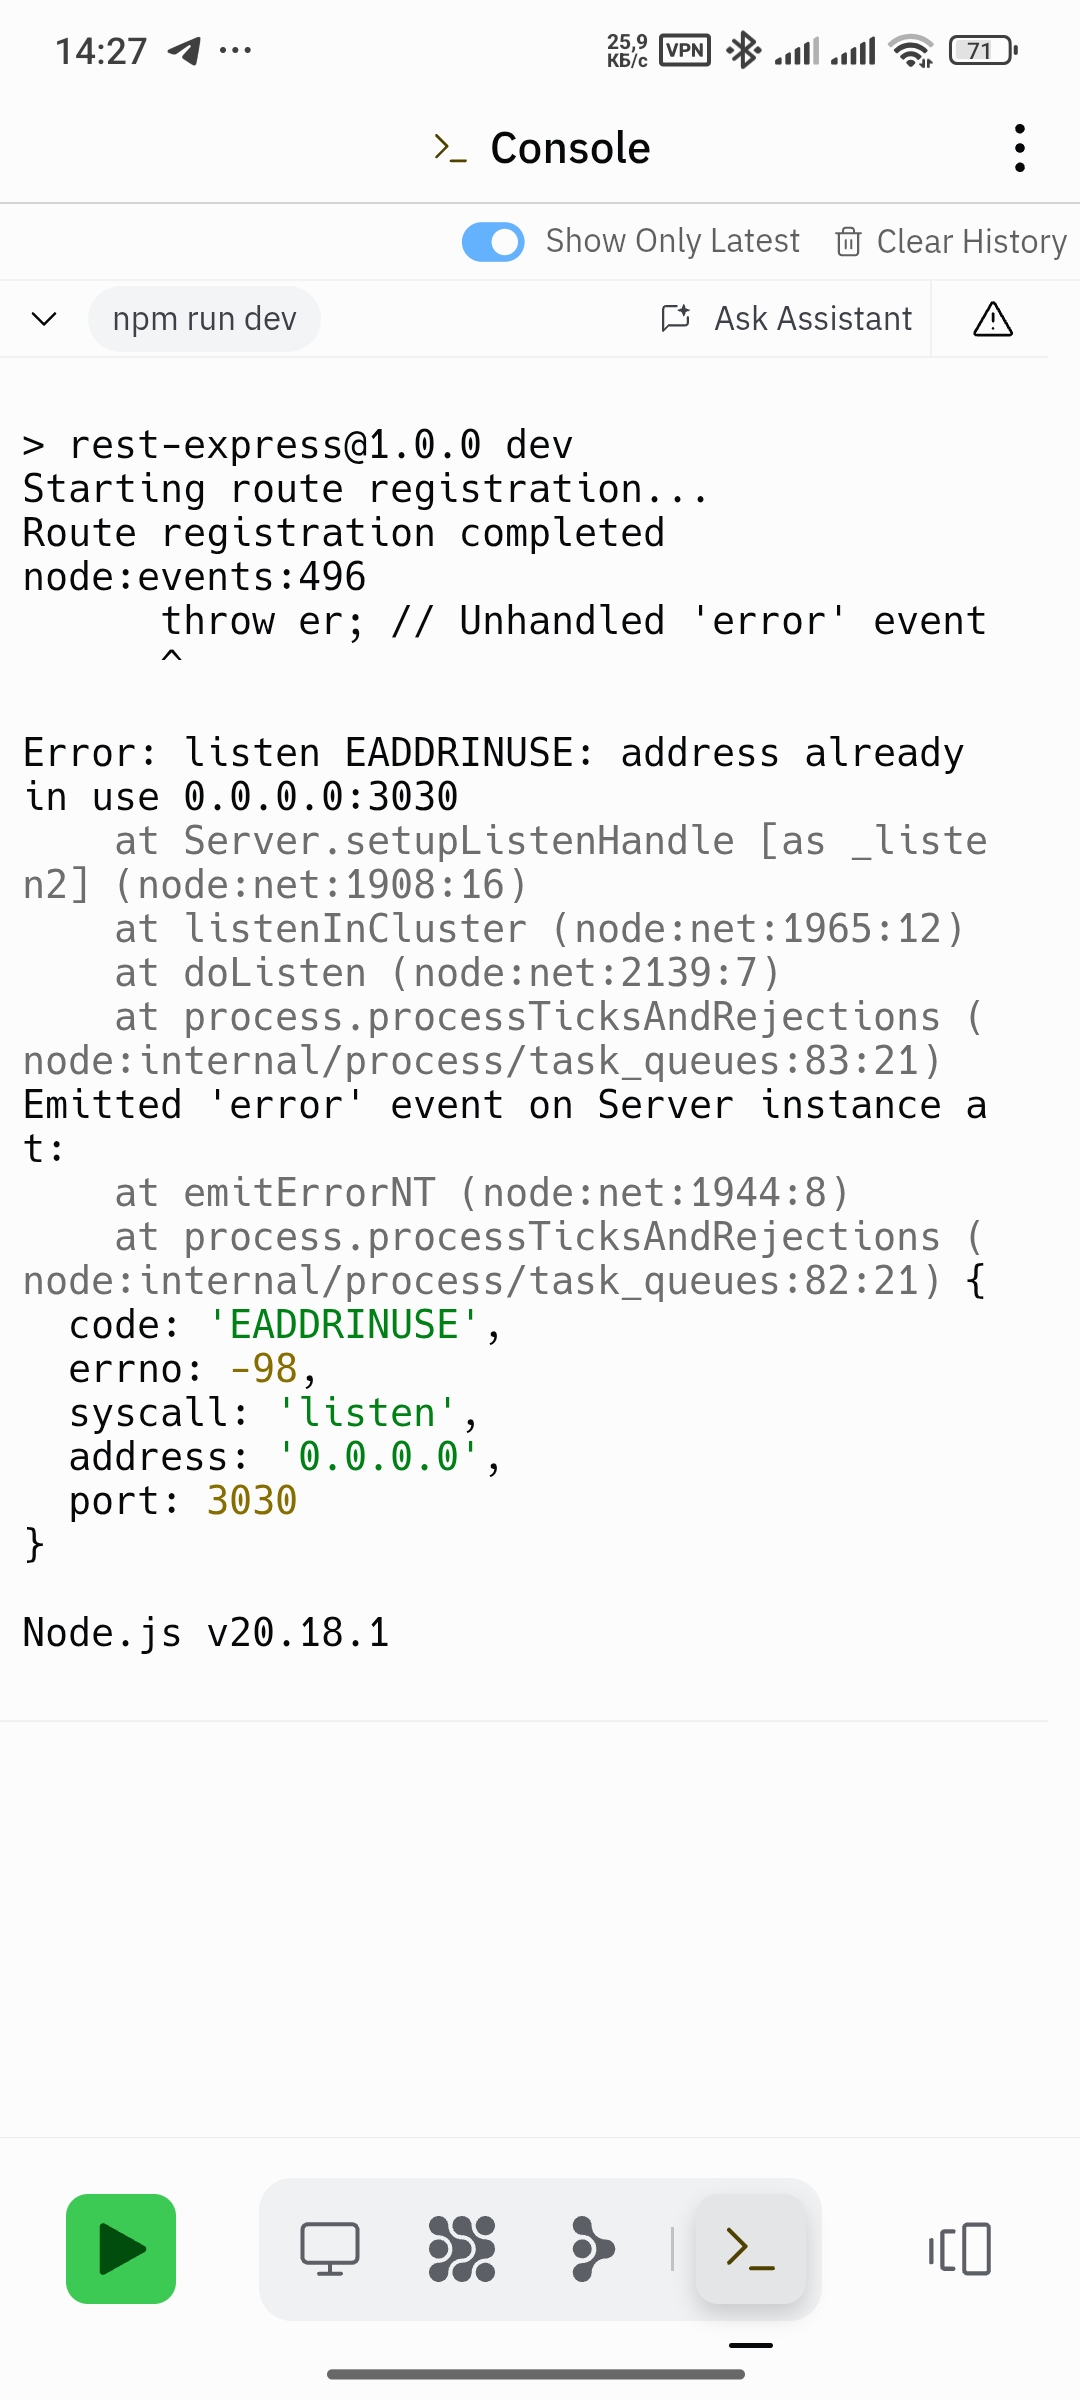 14:27
25,9 КБ/с VPN 71
>_ Console
Show Only Latest Clear History
npm run dev Ask Assistant
> rest-express@1.0.0 dev
Starting route registration...
Route registration completed
node:events:496
      throw er; // Unhandled 'error' event
      ^
Error: listen EADDRINUSE: address already
in use 0.0.0.0:3030
    at Server.setupListenHandle [as _liste
n2] (node:net:1908:16)
    at listenInCluster (node:net:1965:12)
    at doListen (node:net:2139:7)
    at process.processTicksAndRejections (
node:internal/process/task_queues:83:21)
Emitted 'error' event on Server instance a
t:
    at emitErrorNT (node:net:1944:8)
    at process.processTicksAndRejections (
node:internal/process/task_queues:82:21) {
  code: 'EADDRINUSE',
  errno: -98,
  syscall: 'listen',
  address: '0.0.0.0',
  port: 3030
}
Node.js v20.18.1